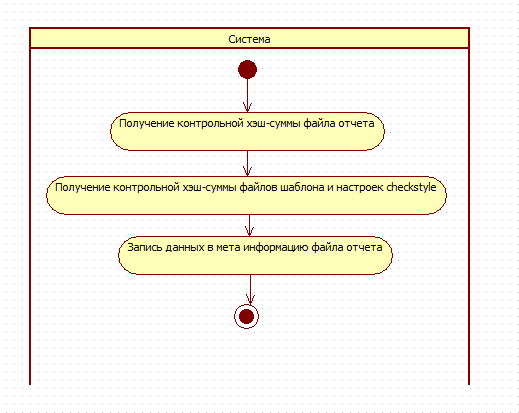 Система
Получение контрольной хэш-суммы файла отчета
Получение контрольной хэш-суммы файлов шаблона и настроек checkstyle
Запись данных в мета информацию файла отчета